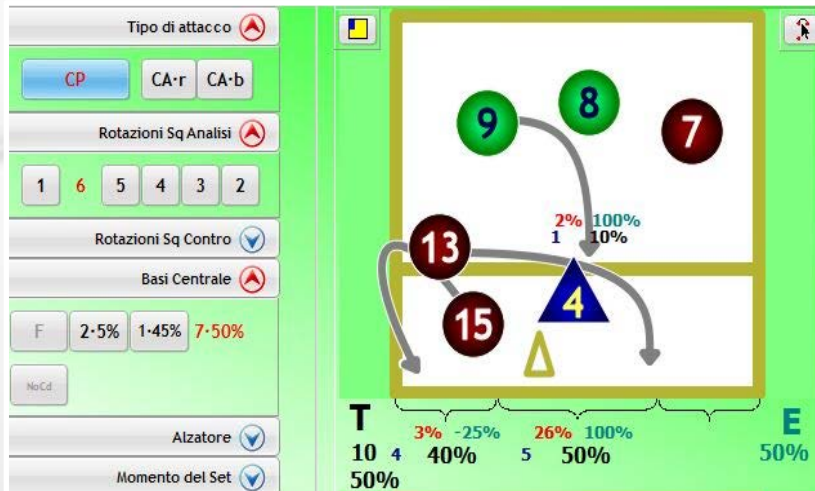 Tipo di attacco
CP CA·r CA·b
Rotazioni Sq Analisi
1 6 5 4 3 2
Rotazioni Sq Contro
Basi Centrale
F 2·5% 1·45% 7·50%
NoCd
Alzatore
Momento del Set
9 8 7
2% 100%
1 10%
13
4
15
T E
3% -25% 26% 100%
10 4 40% 5 50% 50%
50%